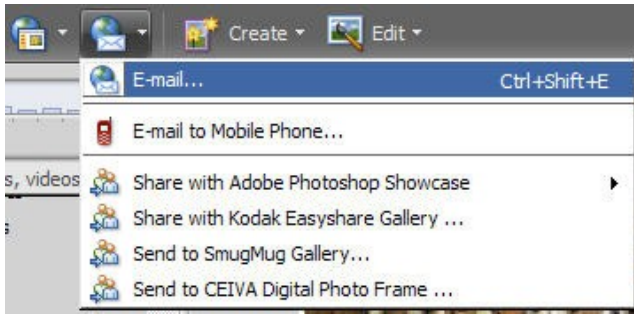 Create Edit
E-mail... Ctrl+Shift+E
E-mail to Mobile Phone...
s, videos
Share with Adobe Photoshop Showcase
Share with Kodak Easyshare Gallery ...
Send to SmugMug Gallery...
Send to CEIVA Digital Photo Frame ...